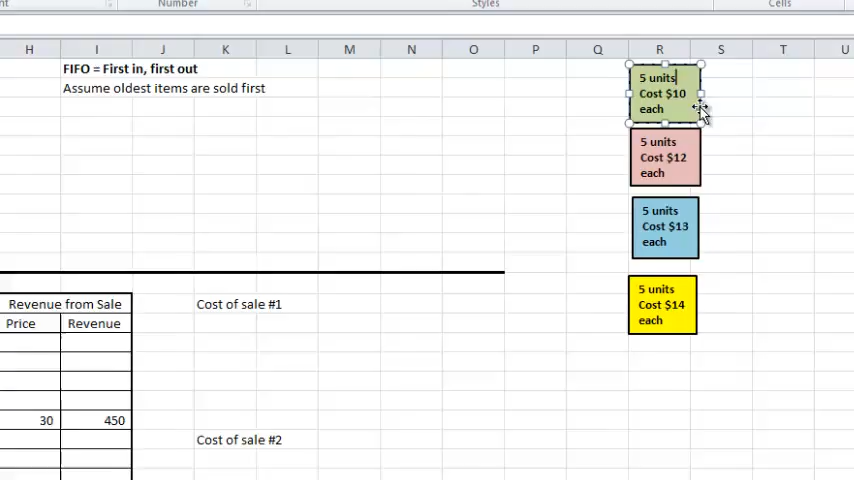 Number
Styles
Cells
H I J K L M N O P Q R S T U
FIFO = First in, first out
Assume oldest items are sold first
5 units
Cost $10
each
5 units
Cost $12
each
5 units
Cost $13
each
5 units
Cost $14
each
Revenue from Sale
Cost of sale #1
Price Revenue
30 450
Cost of sale #2